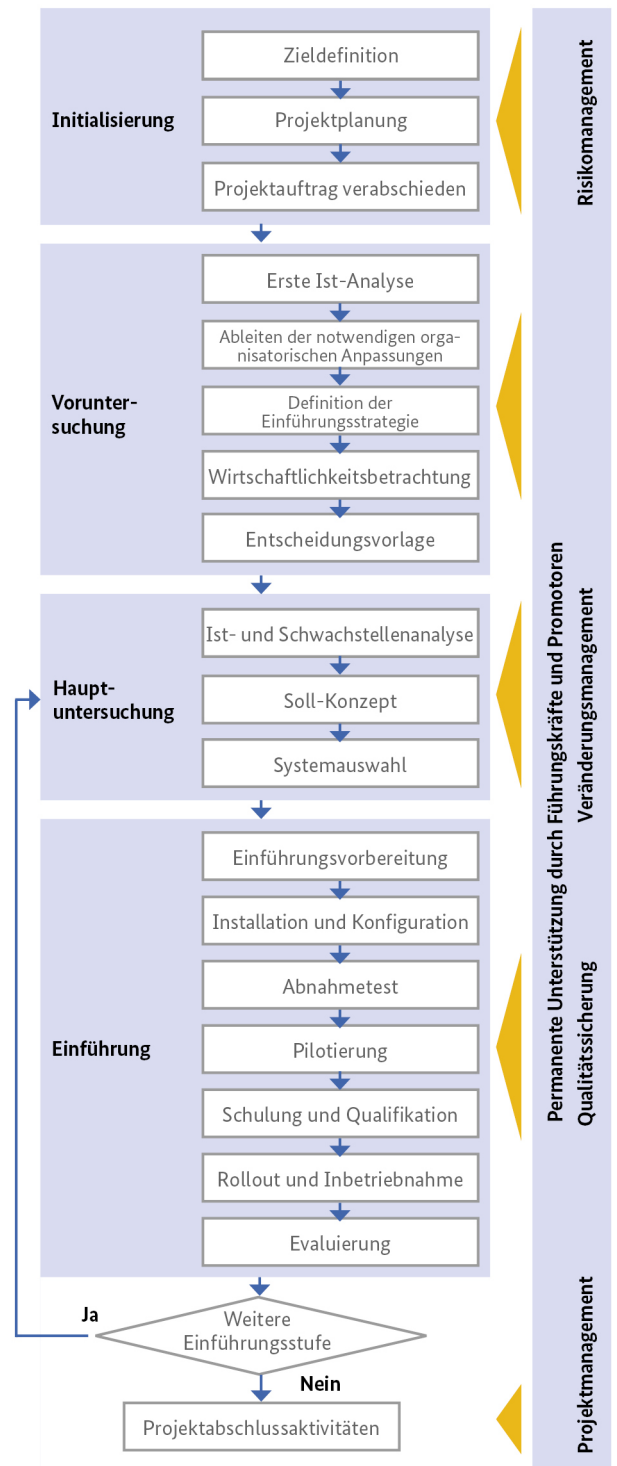 Initialisierung
Zieldefinition
Projektplanung
Projektauftrag verabschieden
Vorunter-
suchung
Erste Ist-Analyse
Ableiten der notwendigen orga-
nisatorischen Anpassungen
Definition der
Einführungsstrategie
Wirtschaftlichkeitsbetrachtung
Entscheidungsvorlage
Haupt-
untersuchung
Ist- und Schwachstellenanalyse
Soll-Konzept
Systemauswahl
Einführung
Einführungsvorbereitung
Installation und Konfiguration
Abnahmetest
Pilotierung
Schulung und Qualifikation
Rollout und Inbetriebnahme
Evaluierung
Ja
Weitere
Einführungsstufe
Nein
Projektabschlussaktivitäten
Permanente Unterstützung durch Führungskräfte und Promotoren
Risikomanagement
Veränderungsmanagement
Qualitätssicherung
Projektmanagement